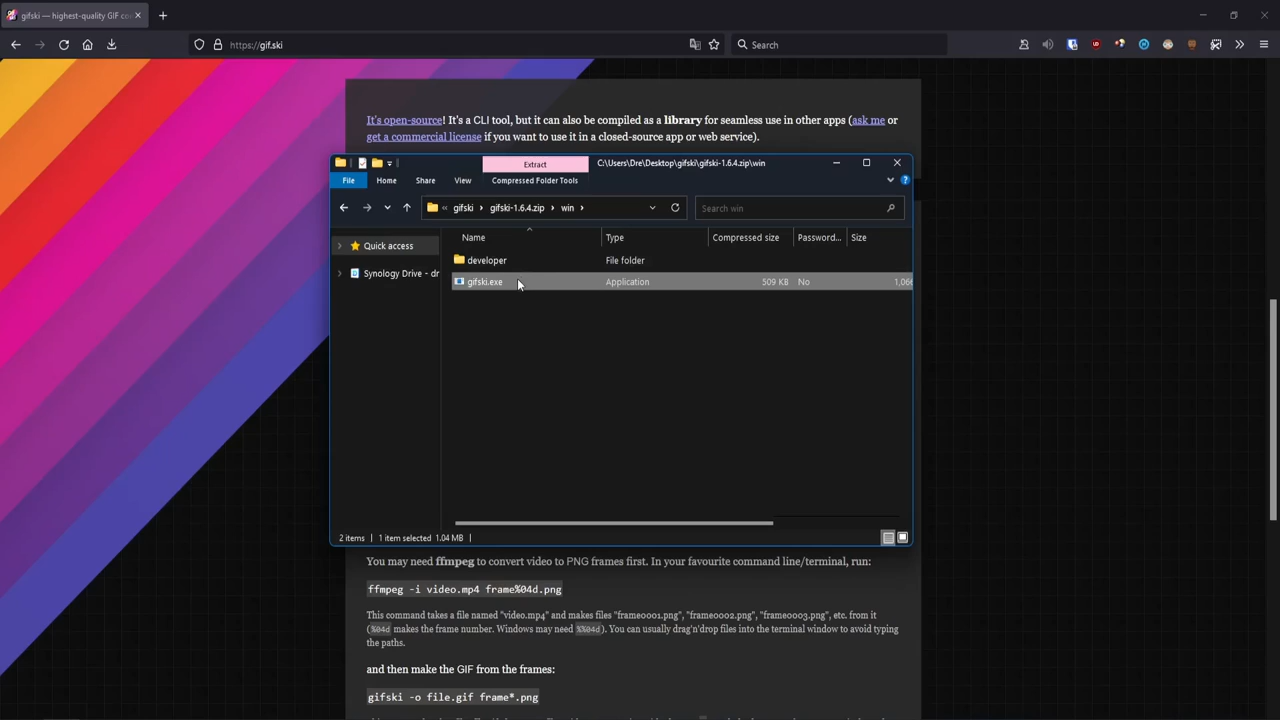 gifski — highest-quality GIF co
https://gif.ski
Search
It's open-source! It's a CLI tool, but it can also be compiled as a library for seamless use in other apps (ask me or
get a commercial license if you want to use it in a closed-source app or web service).
Extract
C:\Users\Dre\Desktop\gifski\gifski-1.6.4.zip\win
File
Home
Share
View
Compressed Folder Tools
gifski
gifski-1.6.4.zip
win
Search win
Name
Type
Compressed size
Password...
Size
Quick access
developer
File folder
Synology Drive - dr
gifski.exe
Application
509 KB
No
1,066
2 items
1 item selected 1.04 MB
You may need ffmpeg to convert video to PNG frames first. In your favourite command line/terminal, run:
ffmpeg -i video.mp4 frame%04d.png
This command takes a file named "video.mp4" and makes files "frame0001.png", "frame0002.png", "frame0003.png", etc. from it
(%04d makes the frame number. Windows may need %%04d). You can usually drag'n'drop files into the terminal window to avoid typing
the paths.
and then make the GIF from the frames:
gifski -o file.gif frame*.png